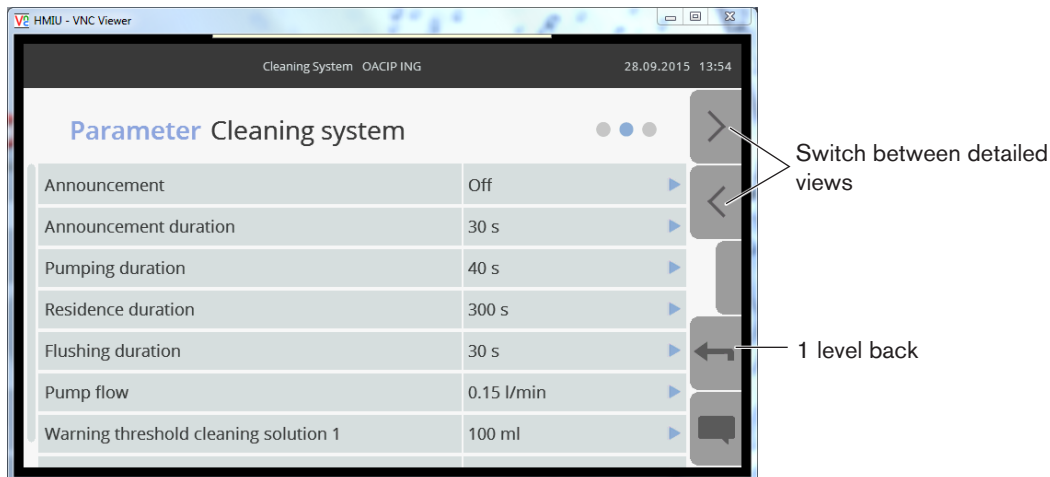 HMIU - VNC Viewer
Cleaning System OACIP ING 28.09.2015 13:54
Parameter Cleaning system
Announcement Off
Announcement duration 30 s
Pumping duration 40 s
Residence duration 300 s
Flushing duration 30 s
Pump flow 0.15 l/min
Warning threshold cleaning solution 1 100 ml
Switch between detailed
views
1 level back